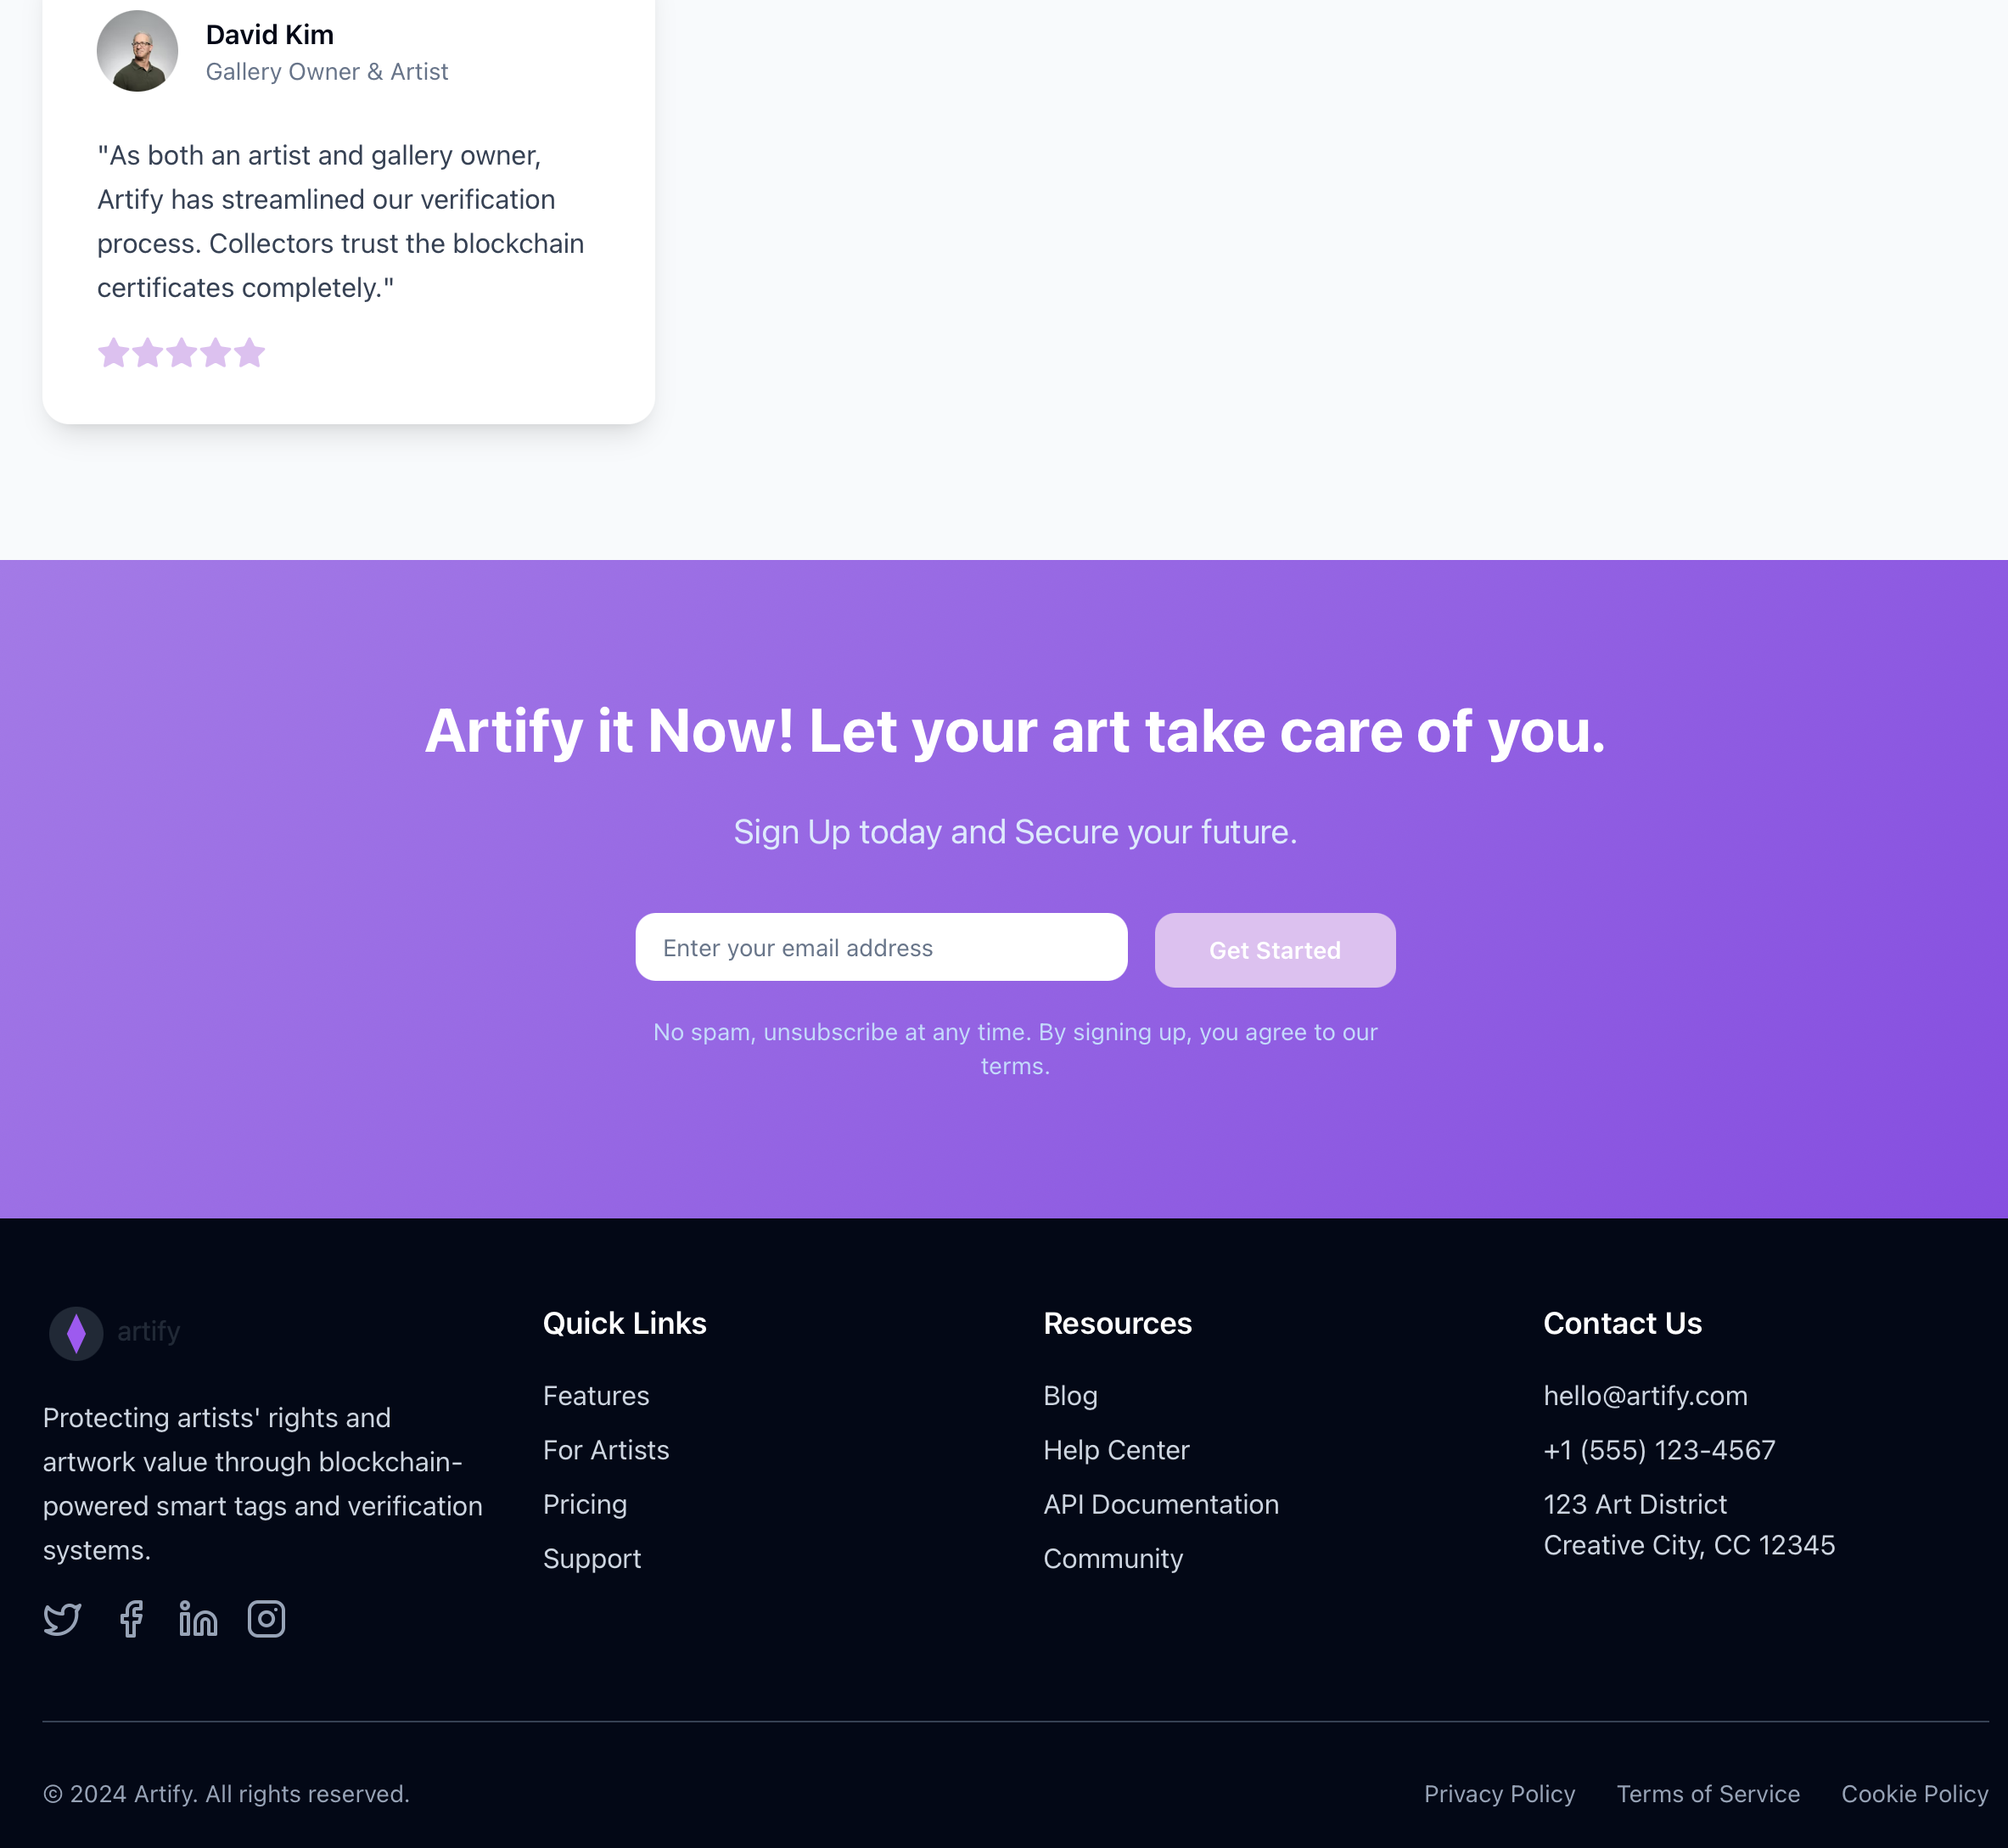 David Kim
Gallery Owner & Artist
"As both an artist and gallery owner,
Artify has streamlined our verification
process. Collectors trust the blockchain
certificates completely."
Artify it Now! Let your art take care of you.
Sign Up today and Secure your future.
Enter your email address
Get Started
No spam, unsubscribe at any time. By signing up, you agree to our
terms.
artify
Protecting artists' rights and
artwork value through blockchain-
powered smart tags and verification
systems.
Quick Links
Features
For Artists
Pricing
Support
Resources
Blog
Help Center
API Documentation
Community
Contact Us
hello@artify.com
+1 (555) 123-4567
123 Art District
Creative City, CC 12345
© 2024 Artify. All rights reserved.
Privacy Policy
Terms of Service
Cookie Policy